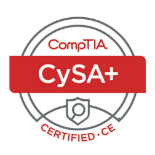 CompTIA.
CySA+
CERTIFIED • CE